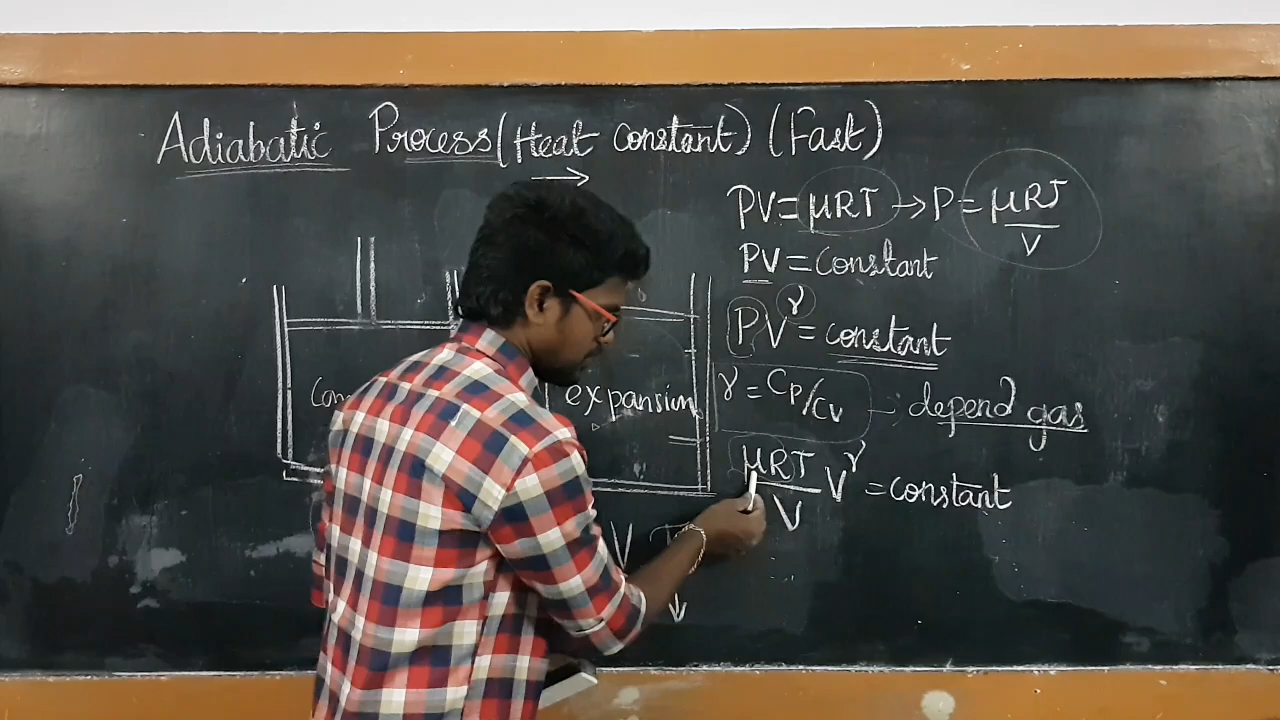 Adiabatic Process (Heat constant) (Fast)
→
PV = μRT → P = μRT/V
PV = constant
PV^γ = constant
γ = CP/CV → depend gas
expansion
μRT/V V^γ = constant
V
↓